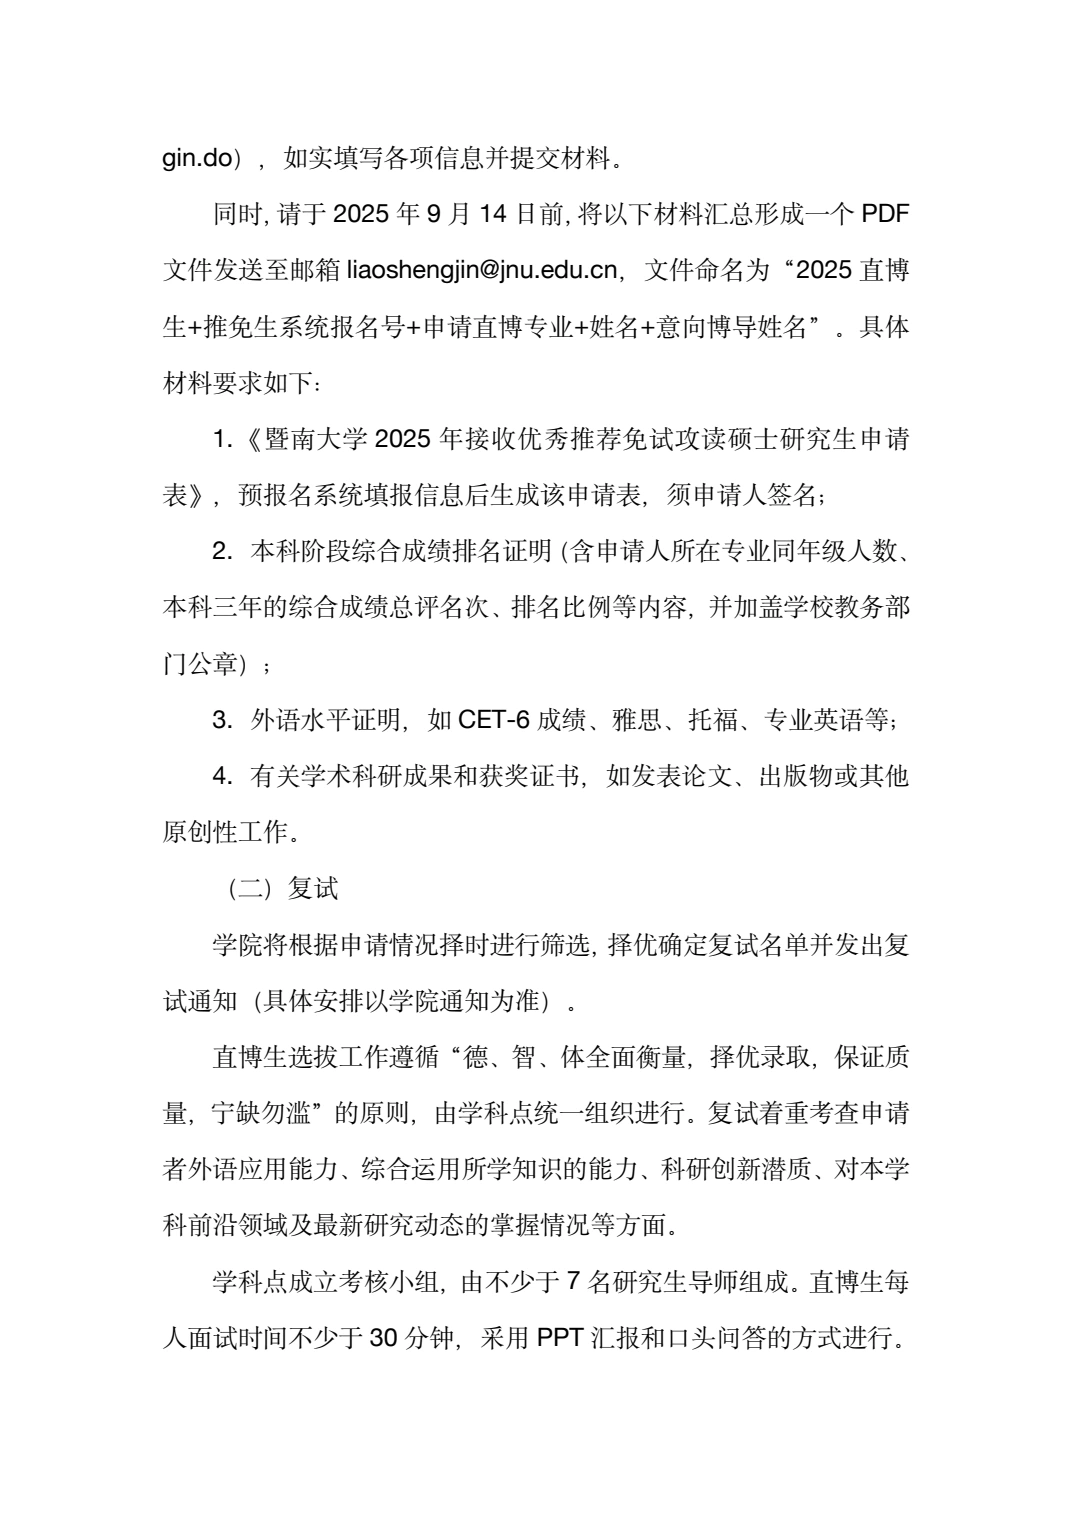 gin.do），如实填写各项信息并提交材料。
同时，请于 2025 年 9 月 14 日前，将以下材料汇总形成一个 PDF
文件发送至邮箱 liaoshengjin@jnu.edu.cn，文件命名为“2025 直博
生+推免生系统报名号+申请直博专业+姓名+意向博导姓名”。具体
材料要求如下：
1.《暨南大学 2025 年接收优秀推荐免试攻读硕士研究生申请
表》，预报名系统填报信息后生成该申请表，须申请人签名；
2．本科阶段综合成绩排名证明（含申请人所在专业同年级人数、
本科三年的综合成绩总评名次、排名比例等内容，并加盖学校教务部
门公章）；
3．外语水平证明，如 CET-6 成绩、雅思、托福、专业英语等；
4．有关学术科研成果和获奖证书，如发表论文、出版物或其他
原创性工作。
（二）复试
学院将根据申请情况择时进行筛选，择优确定复试名单并发出复
试通知（具体安排以学院通知为准）。
直博生选拔工作遵循“德、智、体全面衡量，择优录取，保证质
量，宁缺勿滥”的原则，由学科点统一组织进行。复试着重考查申请
者外语应用能力、综合运用所学知识的能力、科研创新潜质、对本学
科前沿领域及最新研究动态的掌握情况等方面。
学科点成立考核小组，由不少于 7 名研究生导师组成。直博生每
人面试时间不少于 30 分钟，采用 PPT 汇报和口头问答的方式进行。